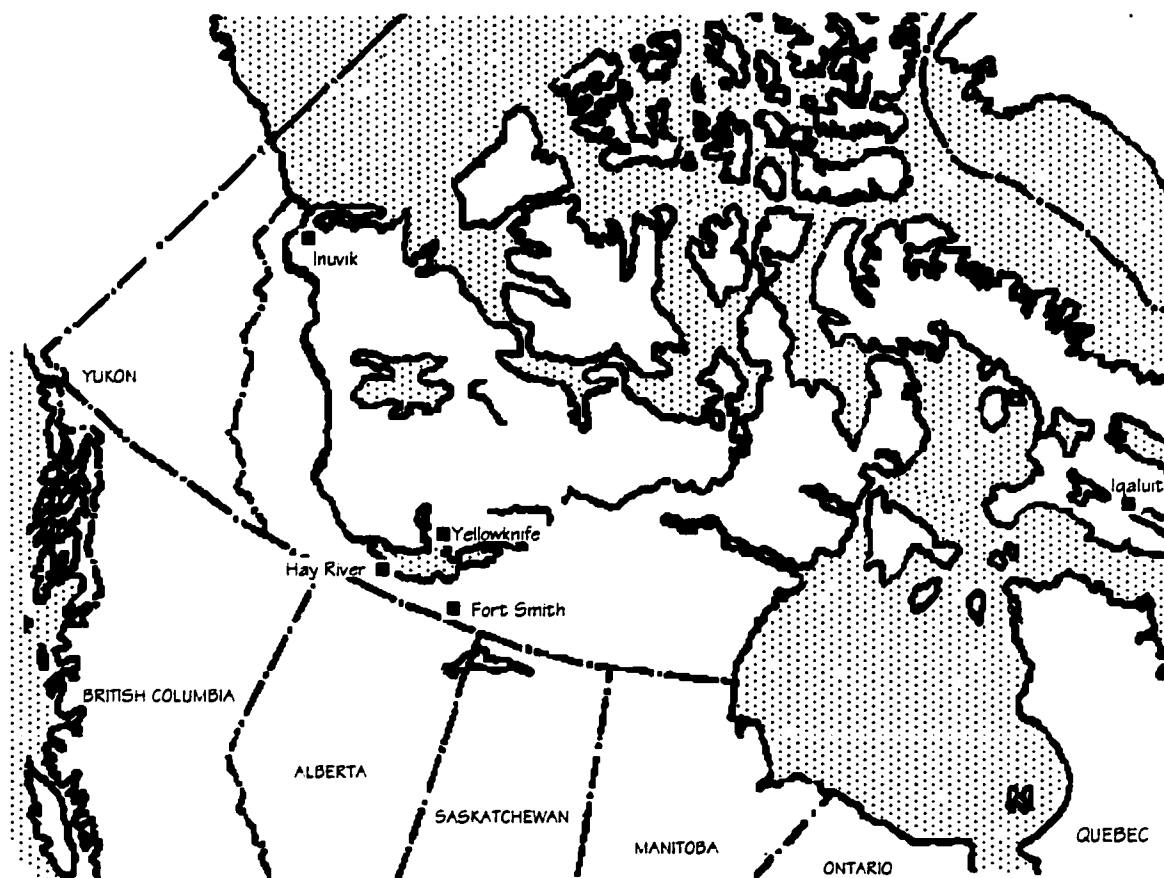 Inuvik
YUKON
Iqaluit
Yellowknife
Hay River
Fort Smith
BRITISH COLUMBIA
ALBERTA
SASKATCHEWAN
MANITOBA
ONTARIO
QUEBEC